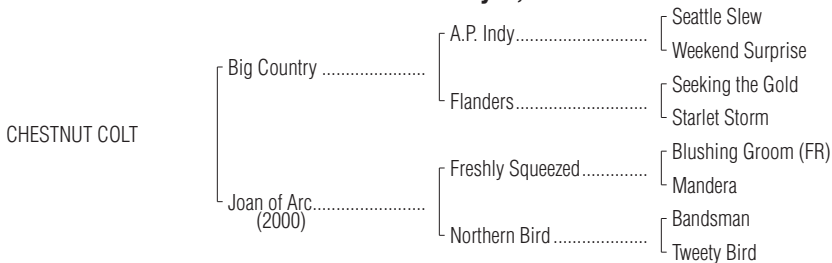 Seattle Slew
A.P. Indy
Weekend Surprise
Big Country
Seeking the Gold
Flanders
Starlet Storm
CHESTNUT COLT
Blushing Groom (FR)
Freshly Squeezed
Mandera
Joan of Arc
(2000)
Bandsman
Northern Bird
Tweety Bird